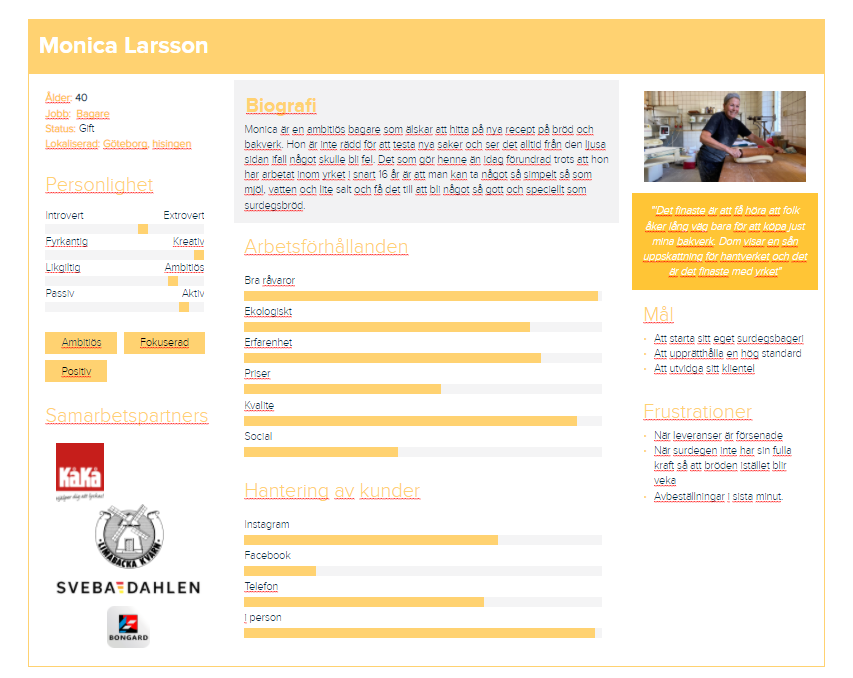 Monica Larsson
Ålder: 40
Jobb: Bagare
Status: Gift
Lokaliserad: Göteborg, hisingen
Personlighet
Introvert Extrovert
Fyrkantig Kreativ
Likgiltig Ambitiös
Passiv Aktiv
Ambitiös Fokuserad
Positiv
Samarbetspartners
KåKå
hjälper dig att lyckas!
LIMABACKA KVARN
SVEBA DAHLEN
BONGARD
Biografi
Monica är en ambitiös bagare som älskar att hitta på nya recept på bröd och
bakverk. Hon är inte rädd för att testa nya saker och ser det alltid från den ljusa
sidan ifall något skulle bli fel. Det som gör henne än idag förundrad trots att hon
har arbetat inom yrket i snart 16 år är att man kan ta något så simpelt så som
mjöl, vatten och lite salt och få det till att bli något så gott och speciellt som
surdegsbröd.
Arbetsförhållanden
Bra råvaror
Ekologiskt
Erfarenhet
Priser
Kvalite
Social
Hantering av kunder
Instagram
Facebook
Telefon
I person
""Det finaste är att få höra att folk
åker lång väg bara för att köpa just
mina bakverk. Dom visar en sån
uppskattning för hantverket och det
är det finaste med yrket"
Mål
Att starta sitt eget surdegsbageri
Att upprätthålla en hög standard
Att utvidga sitt klientel
Frustrationer
När leveranser är försenade
När surdegen inte har sin fulla
kraft så att bröden istället blir
veka
Avbeställningar i sista minut.